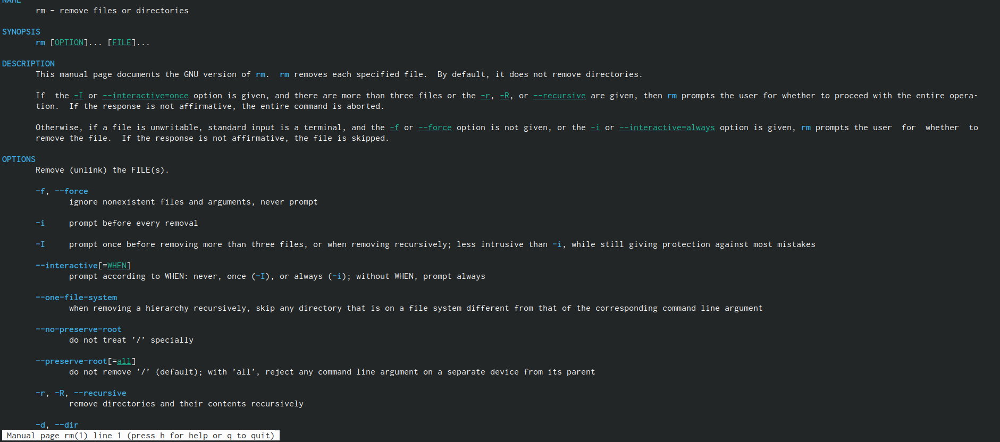 NAME
rm - remove files or directories
SYNOPSIS
rm [OPTION]... [FILE]...
DESCRIPTION
This manual page documents the GNU version of rm.  rm removes each specified file.  By default, it does not remove directories.
If  the -I or --interactive=once option is given, and there are more than three files or the -r, -R, or --recursive are given, then rm prompts the user for whether to proceed with the entire opera-
tion.  If the response is not affirmative, the entire command is aborted.
Otherwise, if a file is unwritable, standard input is a terminal, and the -f or --force option is not given, or the -i or --interactive=always option is given, rm prompts the user  for  whether  to
remove the file.  If the response is not affirmative, the file is skipped.
OPTIONS
Remove (unlink) the FILE(s).
-f, --force
ignore nonexistent files and arguments, never prompt
-i     prompt before every removal
-I     prompt once before removing more than three files, or when removing recursively; less intrusive than -i, while still giving protection against most mistakes
--interactive[=WHEN]
prompt according to WHEN: never, once (-I), or always (-i); without WHEN, prompt always
--one-file-system
when removing a hierarchy recursively, skip any directory that is on a file system different from that of the corresponding command line argument
--no-preserve-root
do not treat ’/’ specially
--preserve-root[=all]
do not remove ’/’ (default); with ’all’, reject any command line argument on a separate device from its parent
-r, -R, --recursive
remove directories and their contents recursively
-d, --dir
Manual page rm(1) line 1 (press h for help or q to quit)